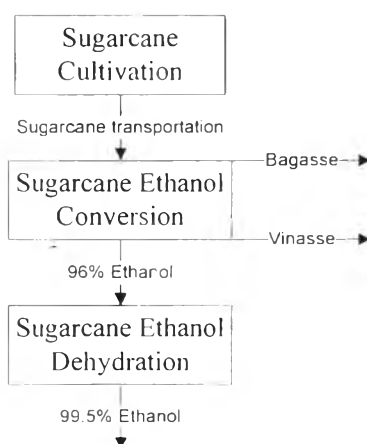 Sugarcane
Cultivation
Sugarcane transportation
Bagasse
Sugarcane Ethanol
Conversion
Vinasse
96% Ethanol
Sugarcane Ethanol
Dehydration
99.5% Ethanol